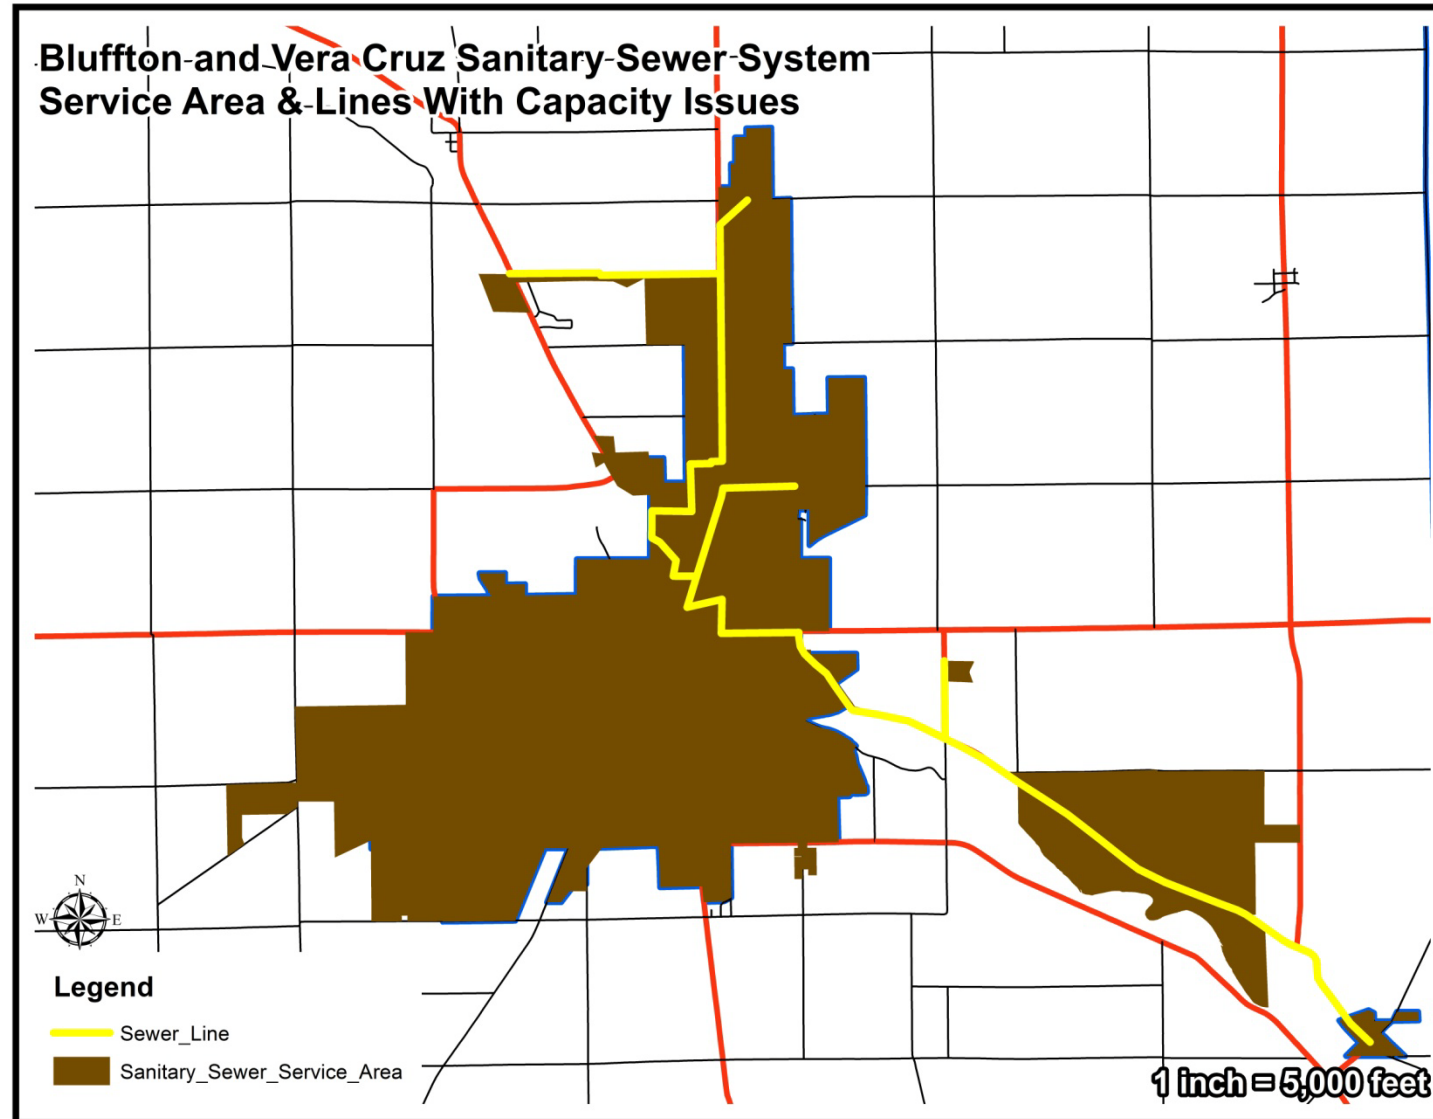 Bluffton and Vera Cruz Sanitary Sewer System
Service Area & Lines With Capacity Issues
N
W E
S
Legend
Sewer_Line
Sanitary_Sewer_Service_Area
1 inch = 5,000 feet